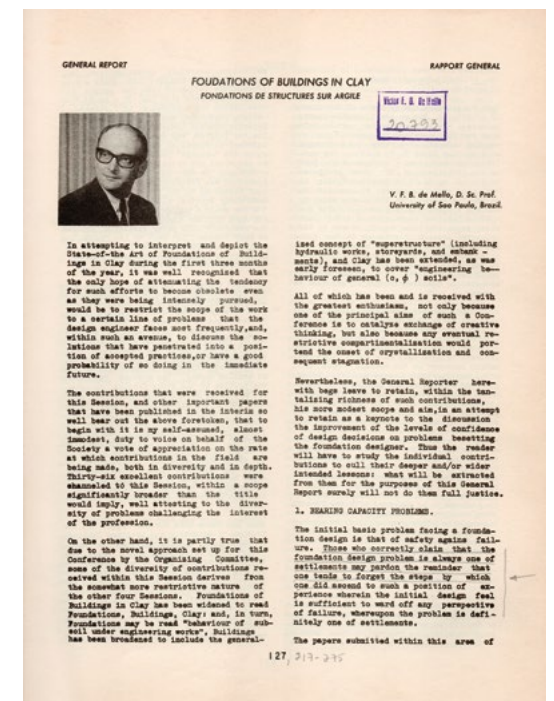 GENERAL REPORT
RAPPORT GENERAL
FOUDATIONS OF BUILDINGS IN CLAY
FONDATIONS DE STRUCTURES SUR ARGILE
Victor F. B. De Mello
20.793
V. F. B. de Mello, D. Sc. Prof.
University of Sao Paulo, Brazil.
In attempting to interpret and depict the
State-of-the Art of Foundations of Build-
ings in Clay during the first three months
of the year, it was well recognized that
the only hope of attenuating the tendency
for such efforts to become obsolete even
as they were being intensely pursued,
would be to restrict the scope of the work
to a certain line of problems that the
design engineer faces most frequently,and,
within such an avenue, to discuss the so-
lutions that have penetrated into a posi-
tion of accepted practices,or have a good
probability of so doing in the immediate
future.
The contributions that were received for
this Session, and other important papers
that have been published in the interim so
well bear out the above foretoken, that to
begin with it is my self-assumed, almost
immodest, duty to voice on behalf of the
Society a vote of appreciation on the rate
at which contributions in the field are
being made, both in diversity and in depth.
Thirty-six excellent contributions were
channeled to this Session, within a scope
significantly broader than the title
would imply, well attesting to the diver-
sity of problems challenging the interest
of the profession.
On the other hand, it is partly true that
due to the novel approach set up for this
Conference by the Organising Committee,
some of the diversity of contributions re-
ceived within this Session derives from
the somewhat more restrictive nature of
the other four Sessions. Foundations of
Buildings in Clay has been widened to read
Foundations, Buildings, Clay: and, in turn,
Foundations may be read "behaviour of sub-
soil under engineering works", Buildings
has been broadened to include the general-
ized concept of "superstructure" (including
hydraulic works, storeyards, and embank -
ments), and Clay has been extended, as was
early foreseen, to cover "engineering be-
haviour of general (c, ϕ ) soils".
All of which has been and is received with
the greatest enthusiasm, not only because
one of the principal aims of such a Con-
ference is to catalyse exchange of creative
thinking, but also because any eventual re-
strictive compartimentalization would por-
tend the onset of crystallization and con-
sequent stagnation.
Nevertheless, the General Reporter here-
with begs leave to retain, within the tan-
talizing richness of such contributions,
his more modest scope and aim,in an attempt
to retain as a keynote to the discussion
the improvement of the levels of confidence
of design decisions on problems besetting
the foundation designer. Thus the reader
will have to study the individual contri-
butions to cull their deeper and/or wider
intended lessons: what will be extracted
from them for the purposes of this General
Report surely will not do them full justice.
1. BEARING CAPACITY PROBLEMS.
The initial basic problem facing a founda-
tion design is that of safety against fail-
ure. Those who correctly claim that the
foundation design problem is always one of
settlements may pardon the reminder that
one tends to forget the steps by which
one did ascend to such a position of ex-
perience wherein the initial design feel
is sufficient to ward off any perspective
of failure, whereupon the problem is defi-
nitely one of settlements.
The papers submitted within this area of
127, 217-275